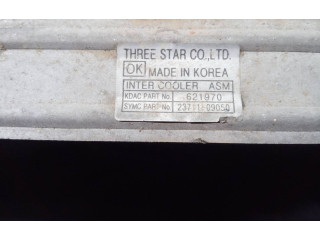 THREE STAR CO.,LTD.
OK MADE IN KOREA
INTER COOLER ASM
KDAC PART No 621970
SYMC PART No 23711-09050